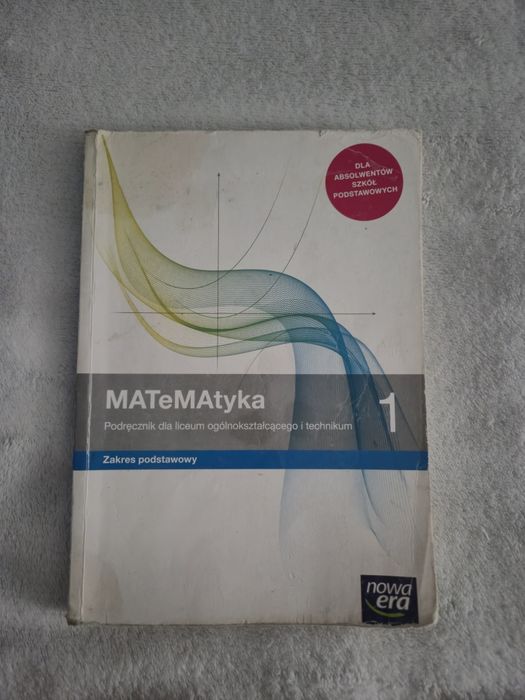 DLA
ABSOLWENTÓW
SZKÓŁ
PODSTAWOWYCH
MATeMAtyka 1
Podręcznik dla liceum ogólnokształcącego i technikum
Zakres podstawowy
nowa
era